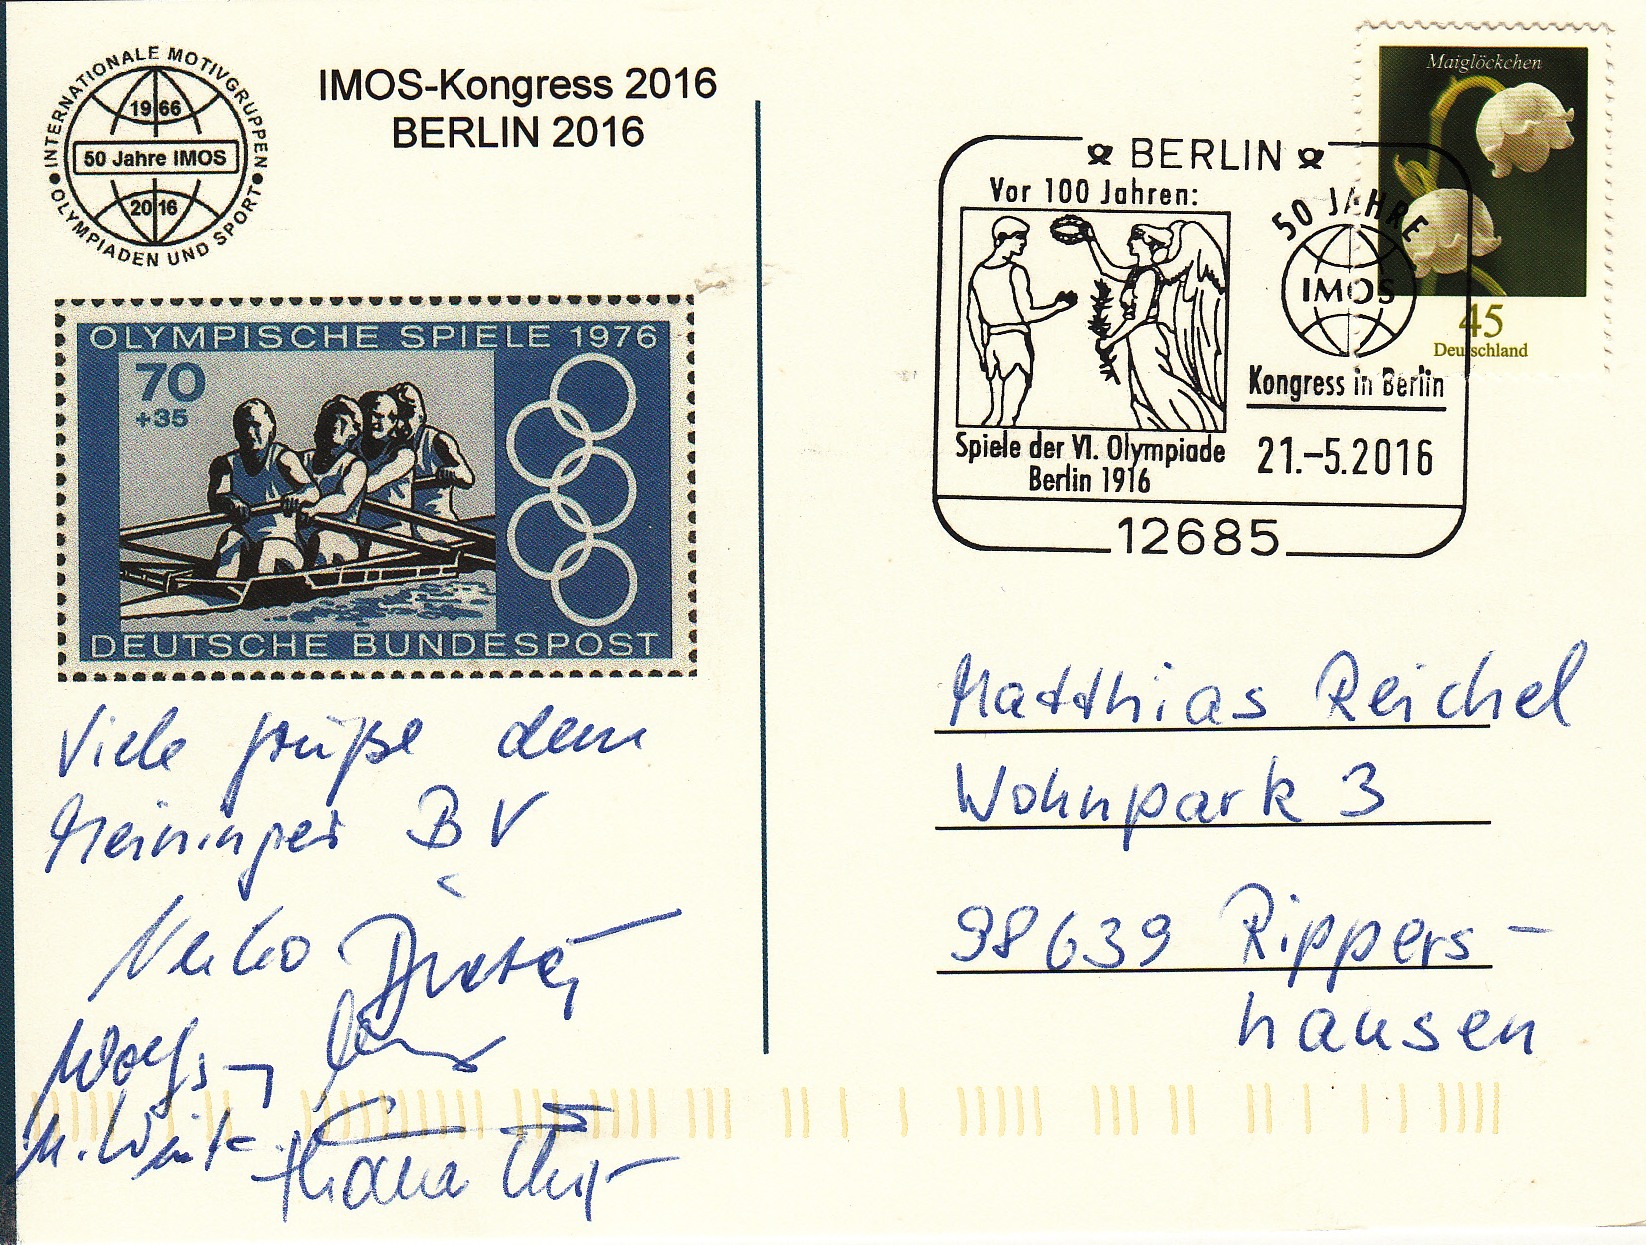 INTERNATIONALE MOTIVGRUPPEN
OLYMPIADEN UND SPORT
1966
50 Jahre IMOS
2016
IMOS-Kongress 2016
BERLIN 2016
OLYMPISCHE SPIELE 1976
70
+35
DEUTSCHE BUNDESPOST
Viele Grüße dem
Meininger BV
Wolfg
Maiglöckchen
45
Deutschland
BERLIN
Vor 100 Jahren:
Spiele der VI. Olympiade
Berlin 1916
50 JAHRE
IMOS
Kongress in Berlin
21.-5.2016
12685
Matthias Reichel
Wohnpark 3
98639 Rippers-
hausen